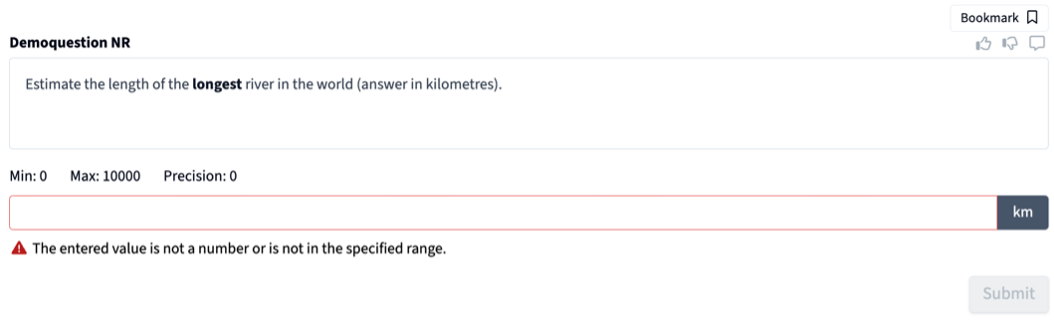 Bookmark
Demoquestion NR
Estimate the length of the longest river in the world (answer in kilometres).
Min: 0 Max: 10000 Precision: 0
km
The entered value is not a number or is not in the specified range.
Submit